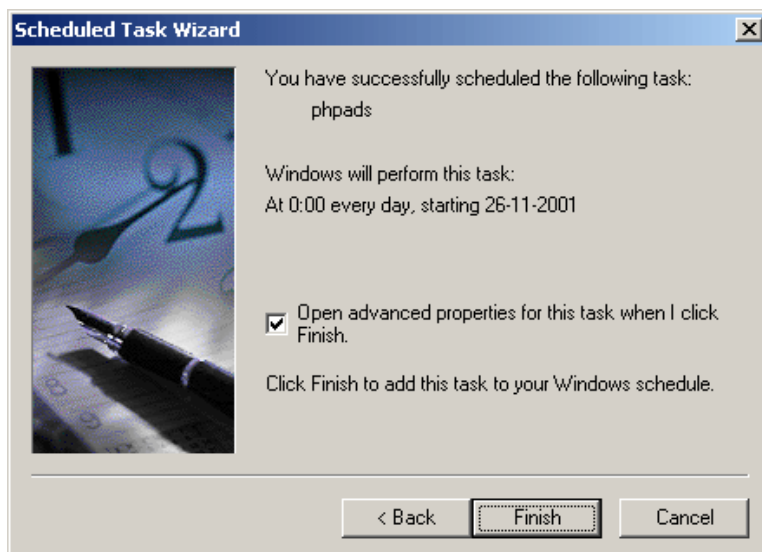 Scheduled Task Wizard
You have successfully scheduled the following task:
phpads
Windows will perform this task:
At 0:00 every day, starting 26-11-2001
Open advanced properties for this task when I click
Finish.
Click Finish to add this task to your Windows schedule.
< Back
Finish
Cancel